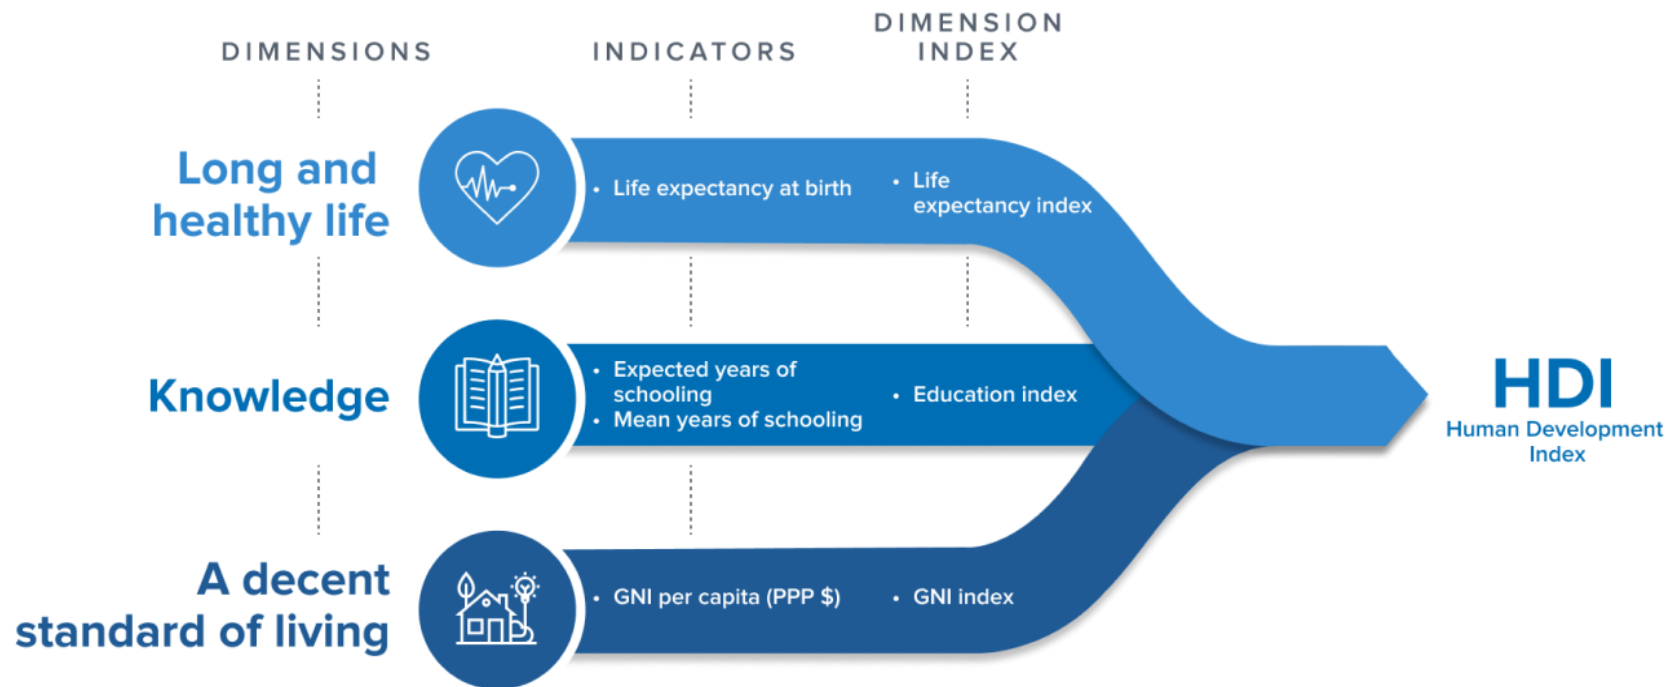 DIMENSIONS
INDICATORS
DIMENSION
INDEX
Long and
healthy life
• Life expectancy at birth
• Life
expectancy index
Knowledge
• Expected years of
schooling
• Mean years of schooling
• Education index
A decent
standard of living
• GNI per capita (PPP $)
• GNI index
HDI
Human Development
Index